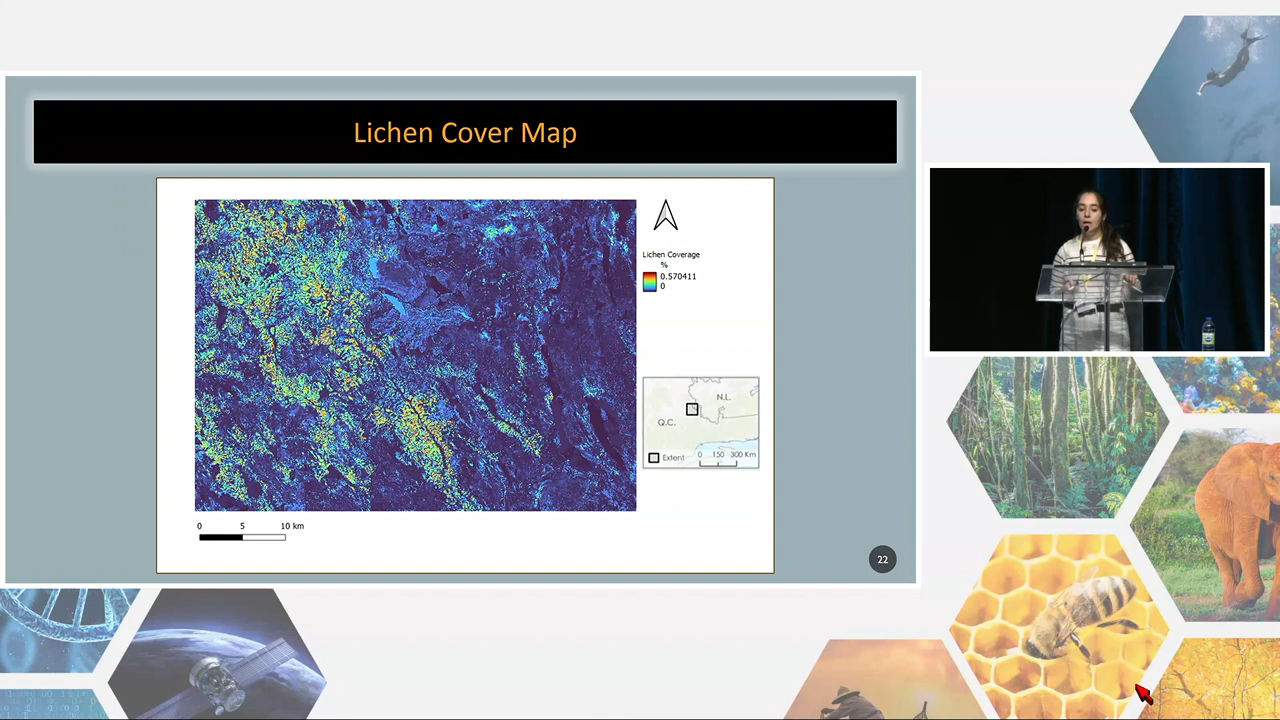 Lichen Cover Map
Lichen Coverage
%
0.570411
0
N.L.
Q.C.
Extent
0 150 300 Km
0 5 10 km
22